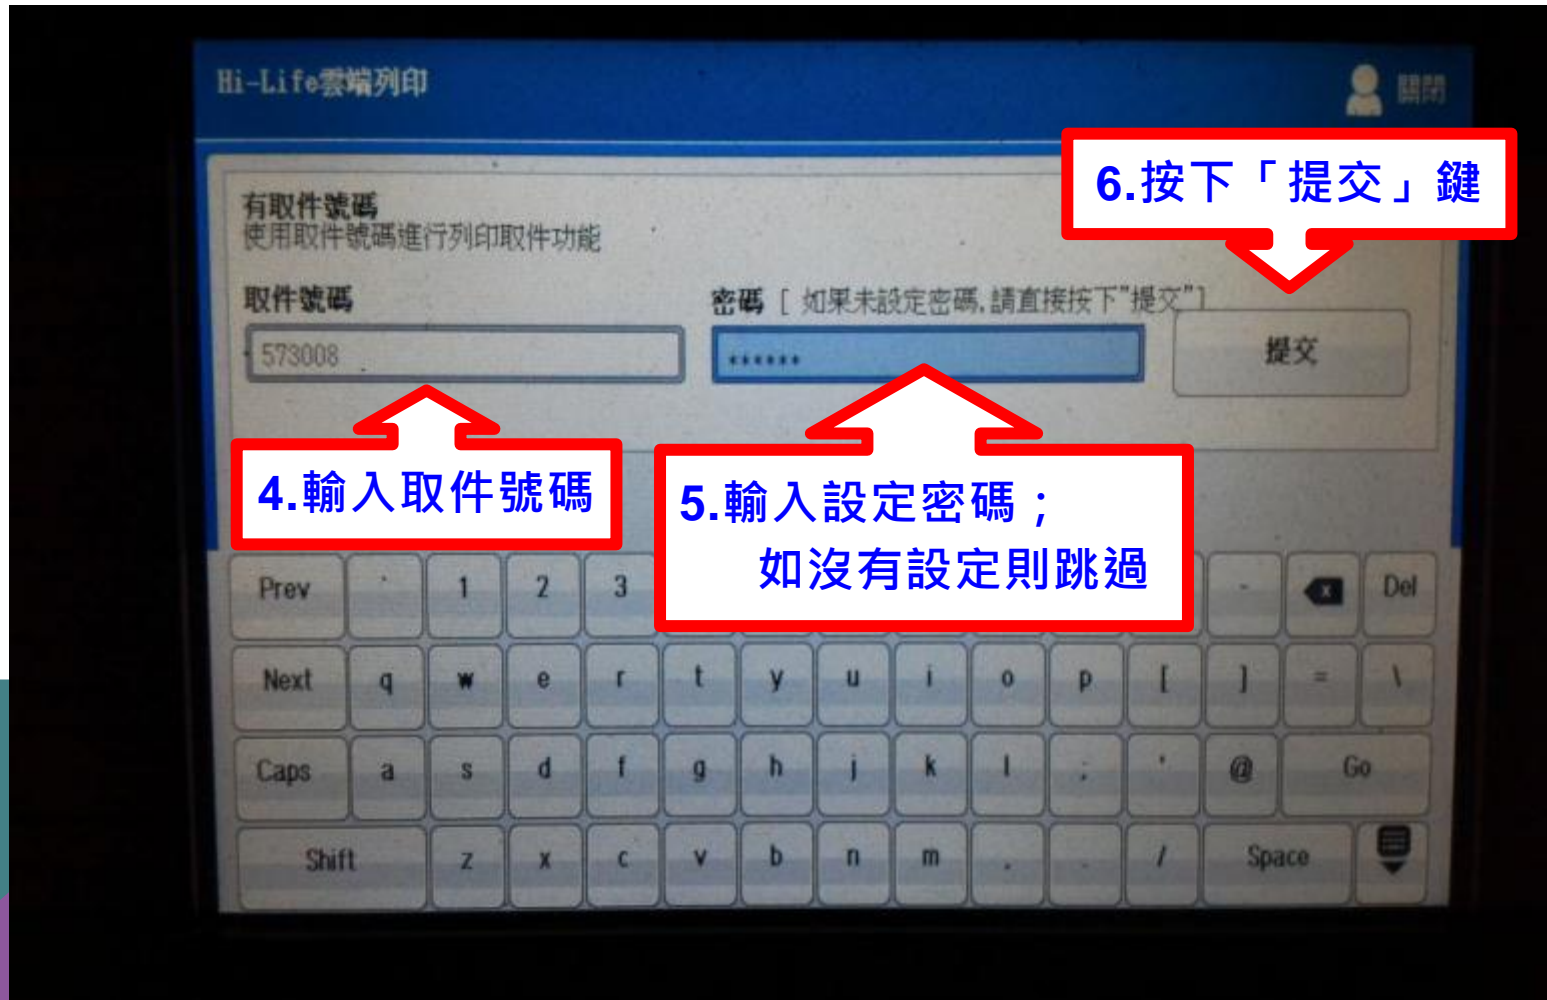 Hi-Life雲端列印
關閉
6.按下「提交」鍵
有取件號碼
使用取件號碼進行列印取件功能
取件號碼
密碼 [ 如果未設定密碼,請直接按下"提交"]
573008
••••••
提交
4.輸入取件號碼
5.輸入設定密碼；
如沒有設定則跳過
Prev 1 2 3 - x Del
Next q w e r t y u i o p [ ] = \
Caps a s d f g h j k l ; ' @ Go
Shift z x c v b n m , . / Space